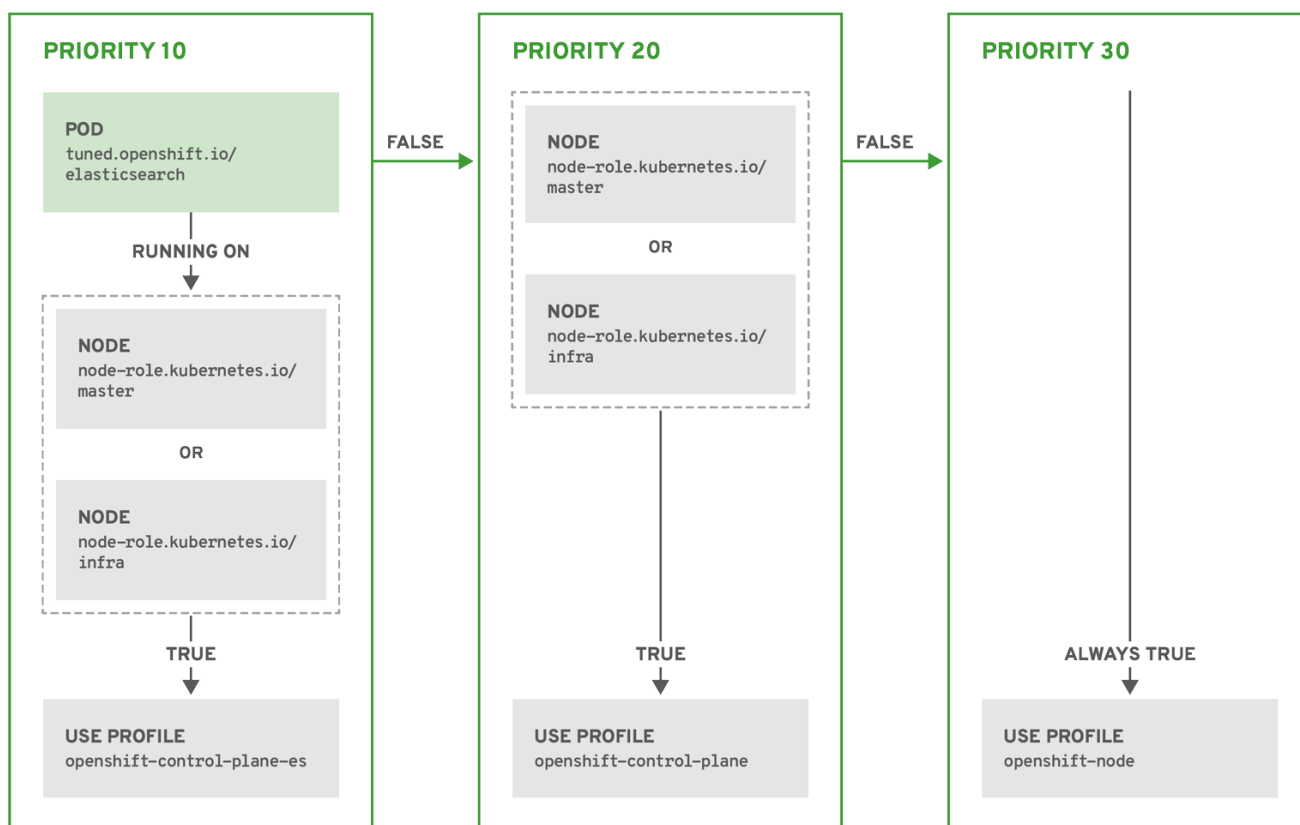 PRIORITY 10
POD
tuned.openshift.io/
elasticsearch
RUNNING ON
NODE
node-role.kubernetes.io/
master
OR
NODE
node-role.kubernetes.io/
infra
TRUE
USE PROFILE
openshift-control-plane-es
FALSE
PRIORITY 20
NODE
node-role.kubernetes.io/
master
OR
NODE
node-role.kubernetes.io/
infra
TRUE
USE PROFILE
openshift-control-plane
FALSE
PRIORITY 30
ALWAYS TRUE
USE PROFILE
openshift-node